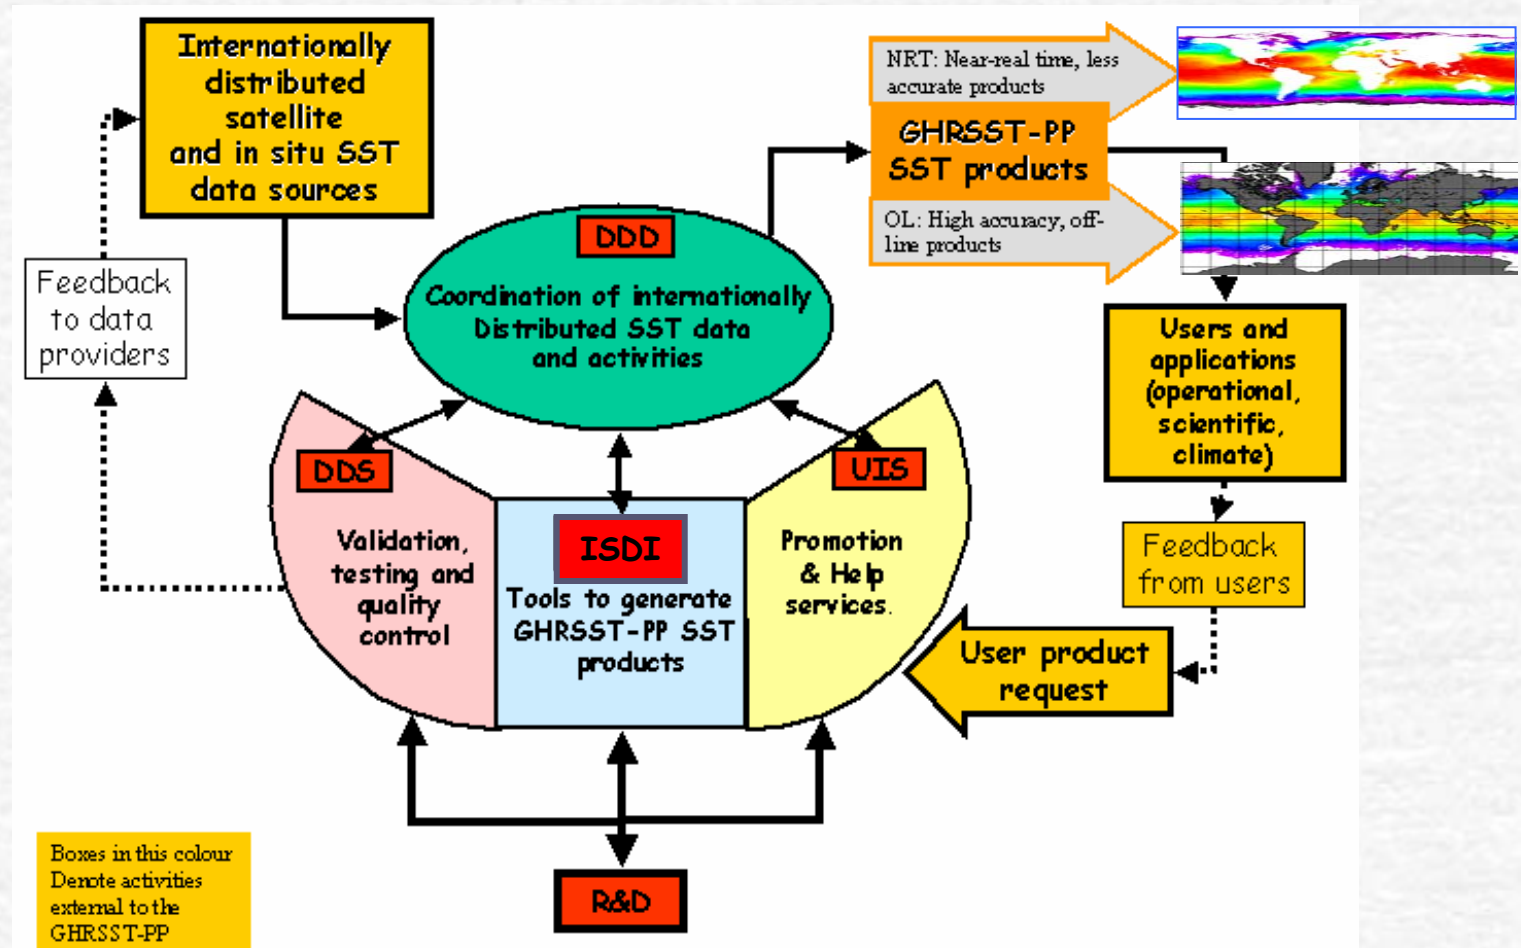 Internationally
distributed
satellite
and in situ SST
data sources
NRT: Near-real time, less
accurate products
GHRSST-PP
SST products
OL: High accuracy, off-
line products
DDD
Coordination of internationally
Distributed SST data
and activities
Feedback
to data
providers
Users and
applications
(operational,
scientific,
climate)
DDS
Validation,
testing and
quality
control
ISDI
Tools to generate
GHRSST-PP SST
products
UIS
Promotion
& Help
services.
Feedback
from users
User product
request
R&D
Boxes in this colour
Denote activities
external to the
GHRSST-PP